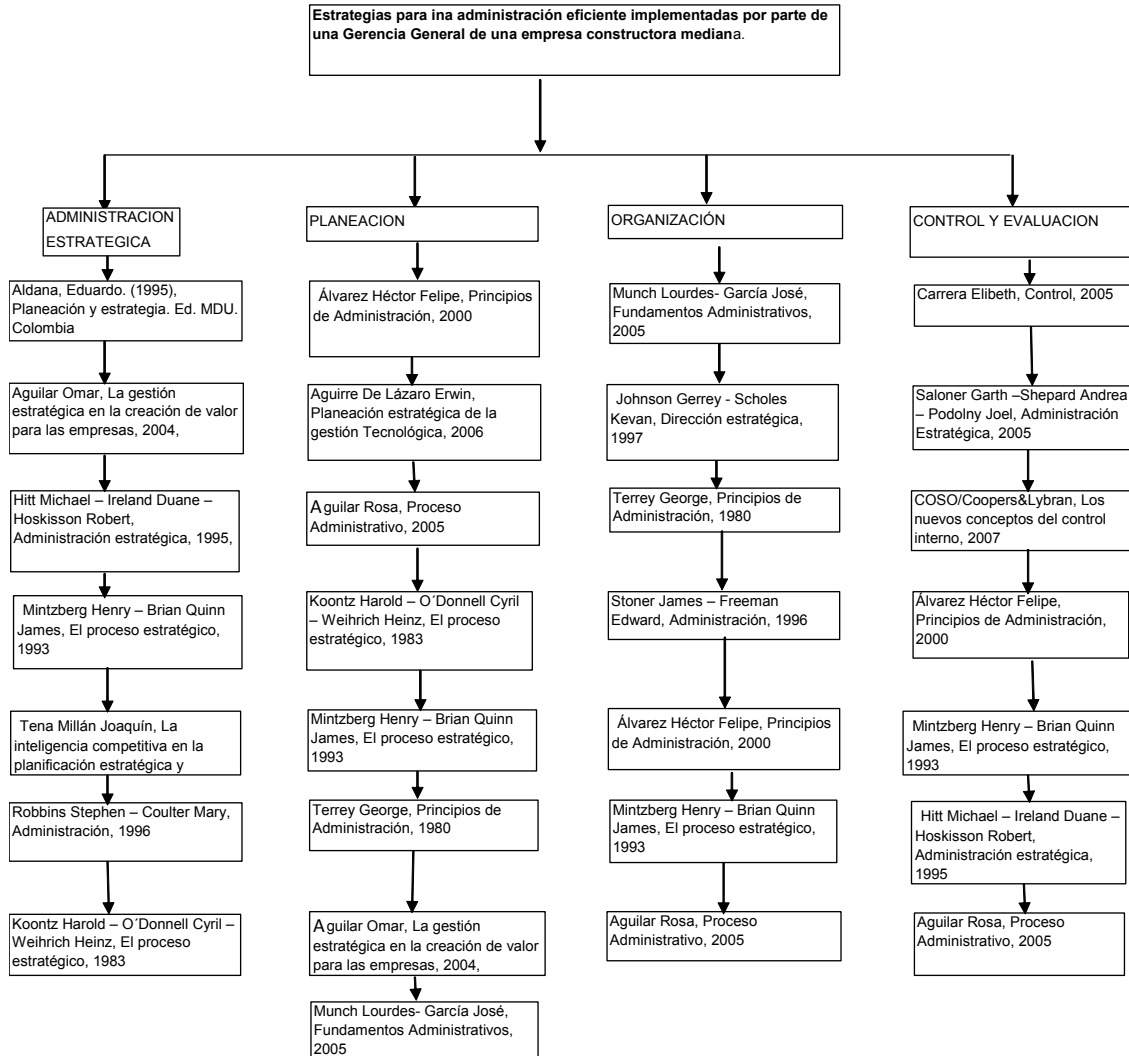 Estrategias para ina administración eficiente implementadas por parte de
una Gerencia General de una empresa constructora mediana.
ADMINISTRACION
ESTRATEGICA
Aldana, Eduardo. (1995),
Planeación y estrategia. Ed. MDU.
Colombia
Aguilar Omar, La gestión
estratégica en la creación de valor
para las empresas, 2004,
Hitt Michael – Ireland Duane –
Hoskisson Robert,
Administración estratégica, 1995,
Mintzberg Henry – Brian Quinn
James, El proceso estratégico,
1993
Tena Millán Joaquín, La
inteligencia competitiva en la
planificación estratégica y
Robbins Stephen – Coulter Mary,
Administración, 1996
Koontz Harold – O´Donnell Cyril –
Weihrich Heinz, El proceso
estratégico, 1983
PLANEACION
Álvarez Héctor Felipe, Principios
de Administración, 2000
Aguirre De Lázaro Erwin,
Planeación estratégica de la
gestión Tecnológica, 2006
Aguilar Rosa, Proceso
Administrativo, 2005
Koontz Harold – O´Donnell Cyril
– Weihrich Heinz, El proceso
estratégico, 1983
Mintzberg Henry – Brian Quinn
James, El proceso estratégico,
1993
Terrey George, Principios de
Administración, 1980
Aguilar Omar, La gestión
estratégica en la creación de valor
para las empresas, 2004,
Munch Lourdes- García José,
Fundamentos Administrativos,
2005
ORGANIZACIÓN
Munch Lourdes- García José,
Fundamentos Administrativos,
2005
Johnson Gerrey - Scholes
Kevan, Dirección estratégica,
1997
Terrey George, Principios de
Administración, 1980
Stoner James – Freeman
Edward, Administración, 1996
Álvarez Héctor Felipe, Principios
de Administración, 2000
Mintzberg Henry – Brian Quinn
James, El proceso estratégico,
1993
Aguilar Rosa, Proceso
Administrativo, 2005
CONTROL Y EVALUACION
Carrera Elibeth, Control, 2005
Saloner Garth –Shepard Andrea
– Podolny Joel, Administración
Estratégica, 2005
COSO/Coopers&Lybran, Los
nuevos conceptos del control
interno, 2007
Álvarez Héctor Felipe,
Principios de Administración,
2000
Mintzberg Henry – Brian Quinn
James, El proceso estratégico,
1993
Hitt Michael – Ireland Duane –
Hoskisson Robert,
Administración estratégica,
1995
Aguilar Rosa, Proceso
Administrativo, 2005